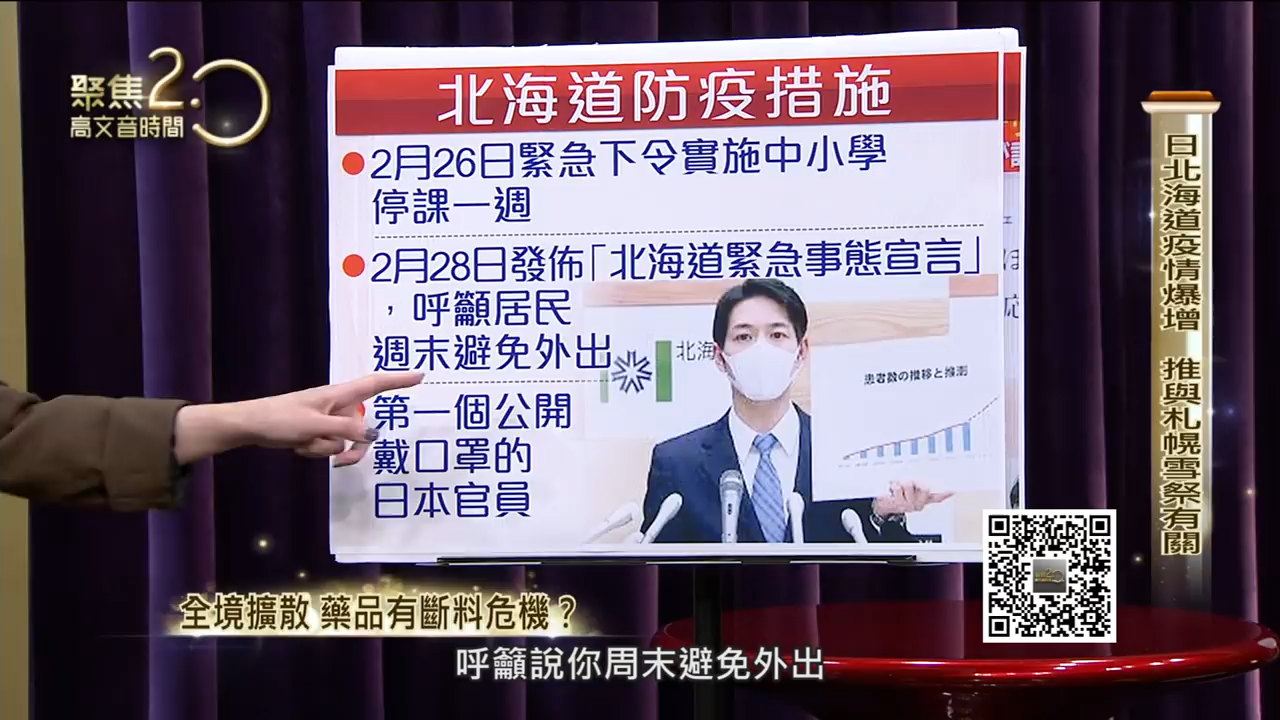 聚焦2.0
高文音時間
北海道防疫措施
2月26日緊急下令實施中小學
停課一週
2月28日發佈「北海道緊急事態宣言」
，呼籲居民
週末避免外出
第一個公開
戴口罩的
日本官員
北海
患者数の推移と推測
日北海道疫情爆增 推與札幌雪祭有關
全境擴散 藥品有斷料危機？
呼籲說你周末避免外出